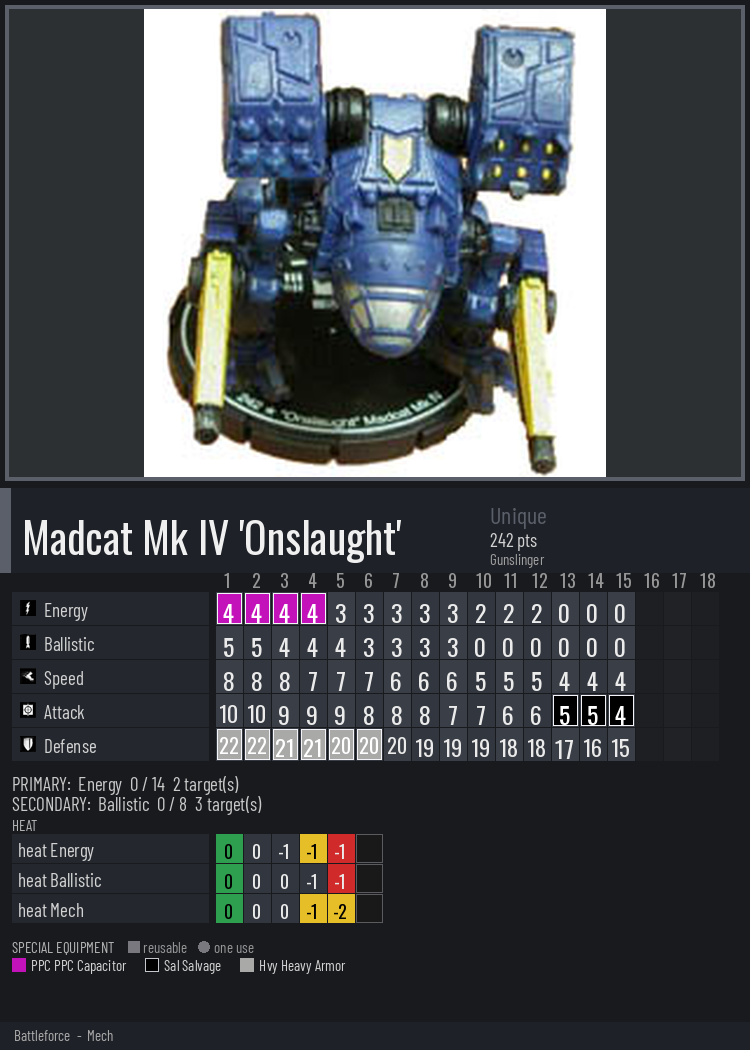 242 ★ "Onslaught" Madcat Mk IV
Madcat Mk IV 'Onslaught'
Unique
242 pts
Gunslinger
1 2 3 4 5 6 7 8 9 10 11 12 13 14 15 16 17 18
Energy 4 4 4 4 3 3 3 3 3 2 2 2 0 0 0
Ballistic 5 5 4 4 4 3 3 3 3 0 0 0 0 0 0
Speed 8 8 8 7 7 7 6 6 6 5 5 5 4 4 4
Attack 10 10 9 9 9 8 8 8 7 7 6 6 5 5 4
Defense 22 22 21 21 20 20 20 19 19 19 18 18 17 16 15
PRIMARY: Energy 0 / 14 2 target(s)
SECONDARY: Ballistic 0 / 8 3 target(s)
HEAT
heat Energy 0 0 -1 -1 -1
heat Ballistic 0 0 0 -1 -1
heat Mech 0 0 0 -1 -2
SPECIAL EQUIPMENT reusable one use
PPC PPC Capacitor Sal Salvage Hvy Heavy Armor
Battleforce - Mech